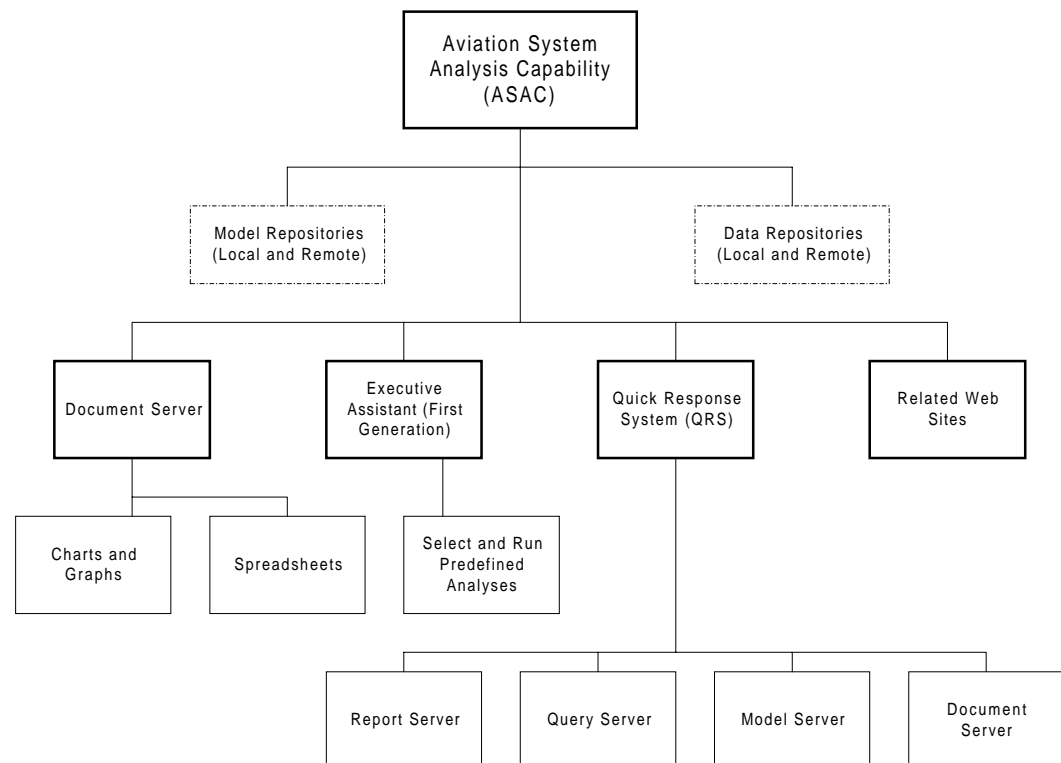 Aviation System
Analysis Capability
(ASAC)
Model Repositories
(Local and Remote)
Data Repositories
(Local and Remote)
Document Server
Executive
Assistant (First
Generation)
Quick Response
System (QRS)
Related Web
Sites
Charts and
Graphs
Spreadsheets
Select and Run
Predefined
Analyses
Report Server
Query Server
Model Server
Document
Server